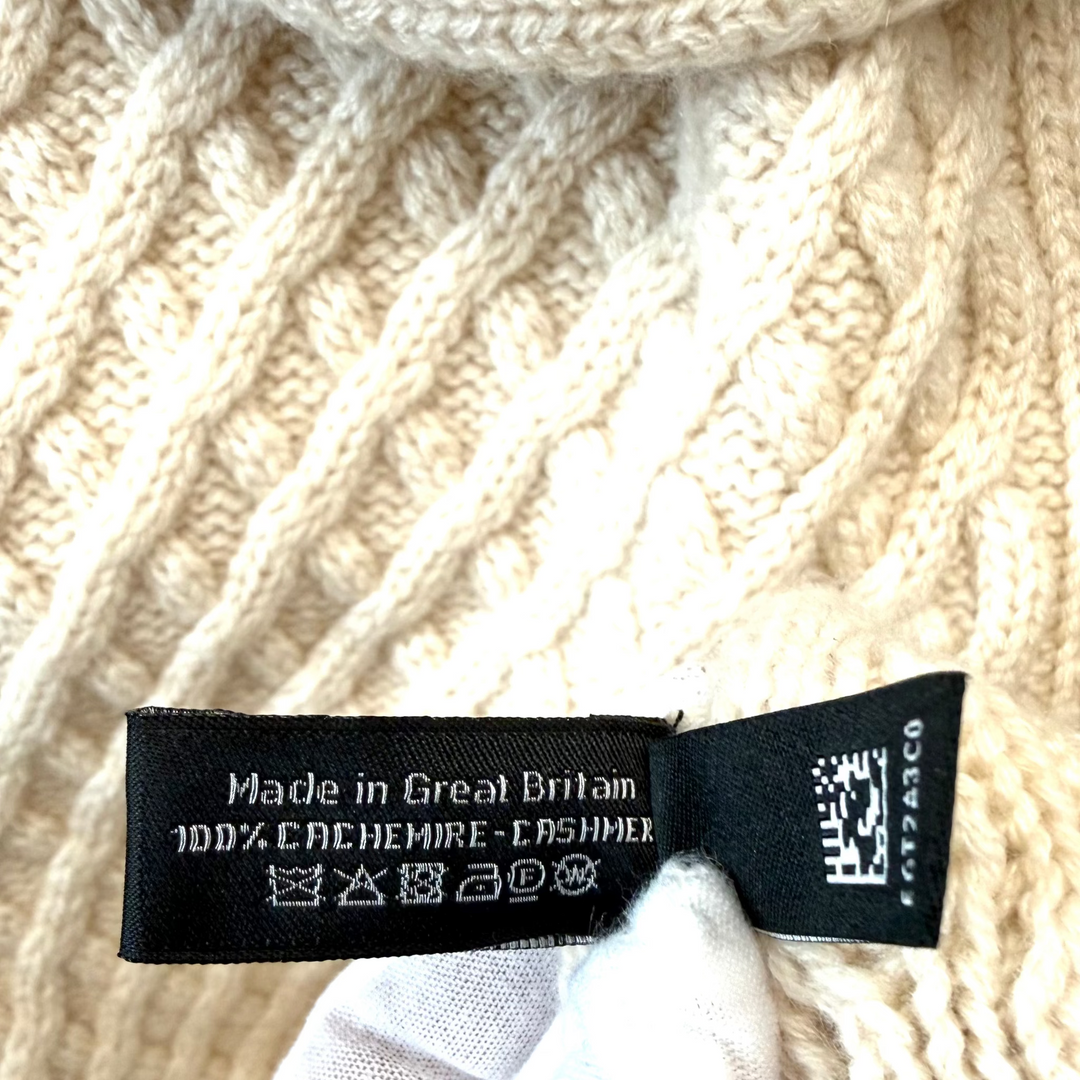 Made in Great Britain
100% CACHEMIRE-CASHMER